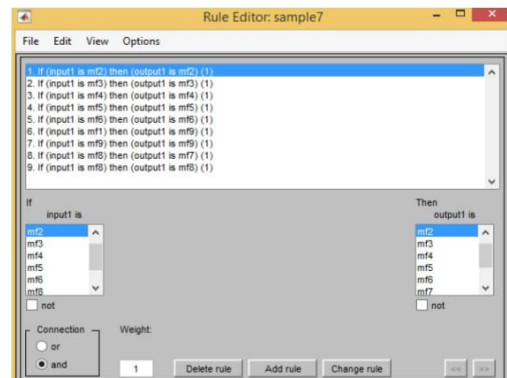 Rule Editor: sample7
File Edit View Options
1. If (input1 is mf2) then (output1 is mf2) (1)
2. If (input1 is mf3) then (output1 is mf3) (1)
3. If (input1 is mf4) then (output1 is mf4) (1)
4. If (input1 is mf5) then (output1 is mf5) (1)
5. If (input1 is mf6) then (output1 is mf6) (1)
6. If (input1 is mf1) then (output1 is mf9) (1)
7. If (input1 is mf9) then (output1 is mf9) (1)
8. If (input1 is mf8) then (output1 is mf7) (1)
9. If (input1 is mf8) then (output1 is mf8) (1)
If
input1 is
mf2
mf3
mf4
mf5
mf6
mf8
not
Then
output1 is
mf2
mf3
mf4
mf5
mf6
mf7
not
Connection
or
and
Weight:
1
Delete rule
Add rule
Change rule
<<
>>